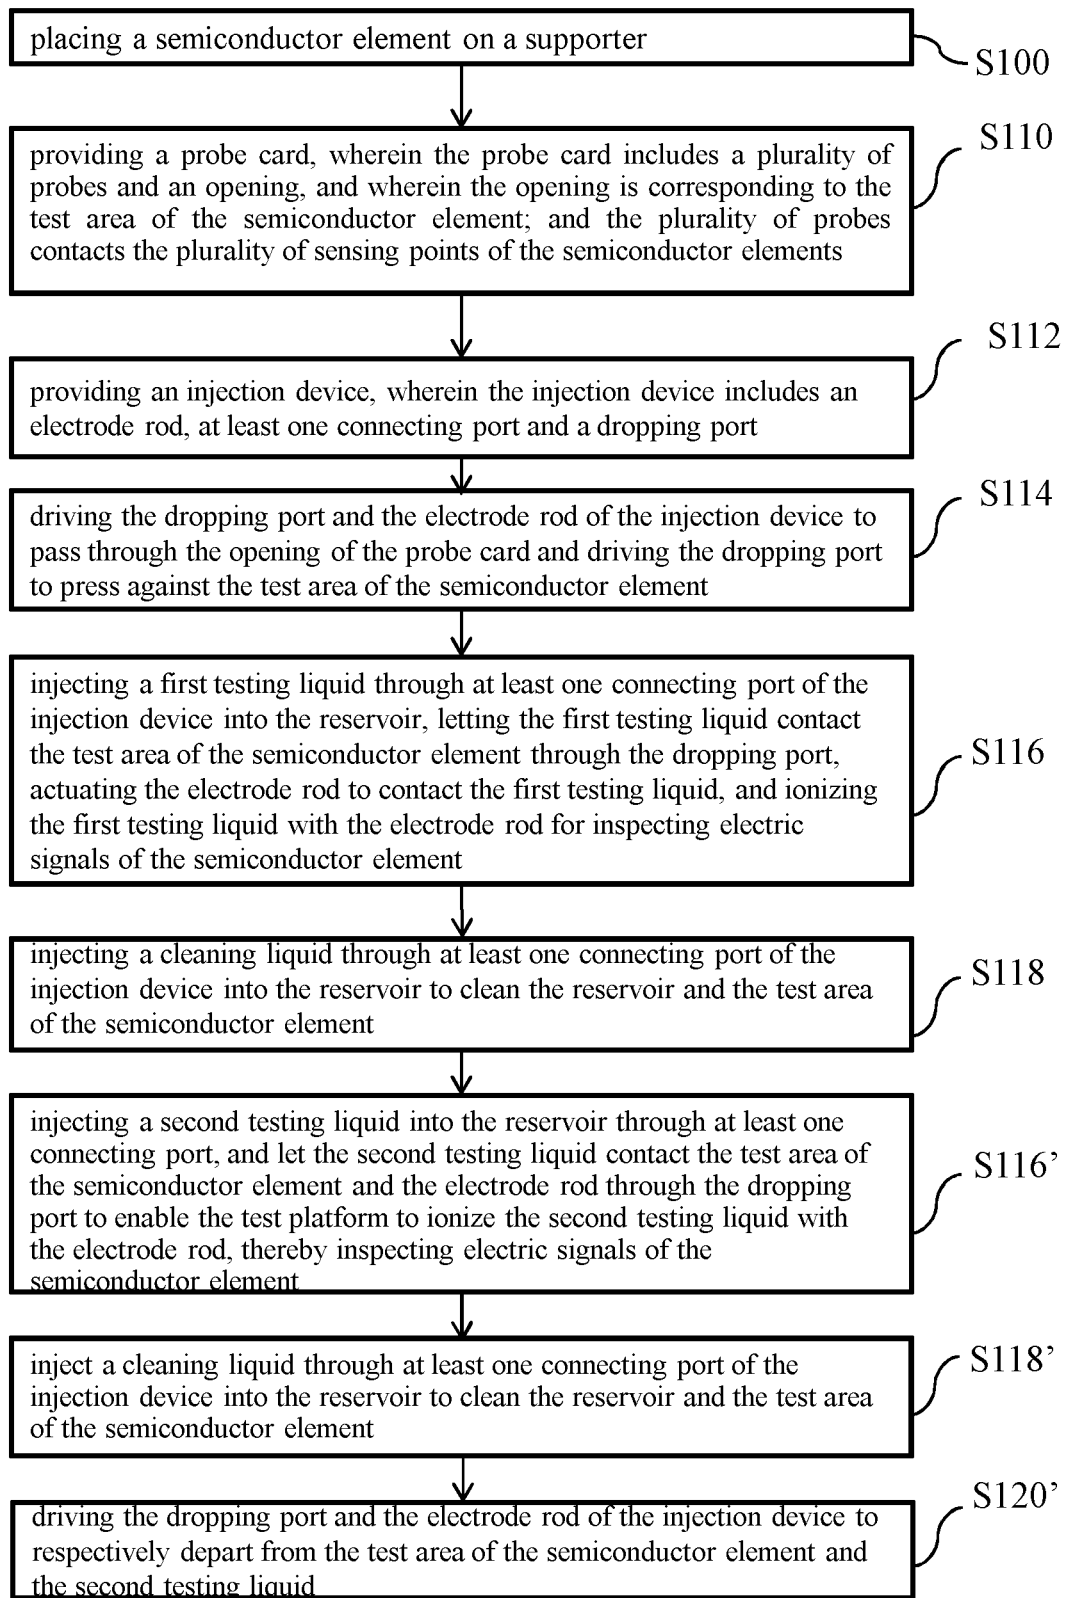 placing a semiconductor element on a supporter
S100
providing a probe card, wherein the probe card includes a plurality of
probes and an opening, and wherein the opening is corresponding to the
test area of the semiconductor element; and the plurality of probes
contacts the plurality of sensing points of the semiconductor elements
S110
providing an injection device, wherein the injection device includes an
electrode rod, at least one connecting port and a dropping port
S112
driving the dropping port and the electrode rod of the injection device to
pass through the opening of the probe card and driving the dropping port
to press against the test area of the semiconductor element
S114
injecting a first testing liquid through at least one connecting port of the
injection device into the reservoir, letting the first testing liquid contact
the test area of the semiconductor element through the dropping port,
actuating the electrode rod to contact the first testing liquid, and ionizing
the first testing liquid with the electrode rod for inspecting electric
signals of the semiconductor element
S116
injecting a cleaning liquid through at least one connecting port of the
injection device into the reservoir to clean the reservoir and the test area
of the semiconductor element
S118
injecting a second testing liquid into the reservoir through at least one
connecting port, and let the second testing liquid contact the test area of
the semiconductor element and the electrode rod through the dropping
port to enable the test platform to ionize the second testing liquid with
the electrode rod, thereby inspecting electric signals of the
semiconductor element
S116’
inject a cleaning liquid through at least one connecting port of the
injection device into the reservoir to clean the reservoir and the test area
of the semiconductor element
S118’
driving the dropping port and the electrode rod of the injection device to
respectively depart from the test area of the semiconductor element and
the second testing liquid
S120’